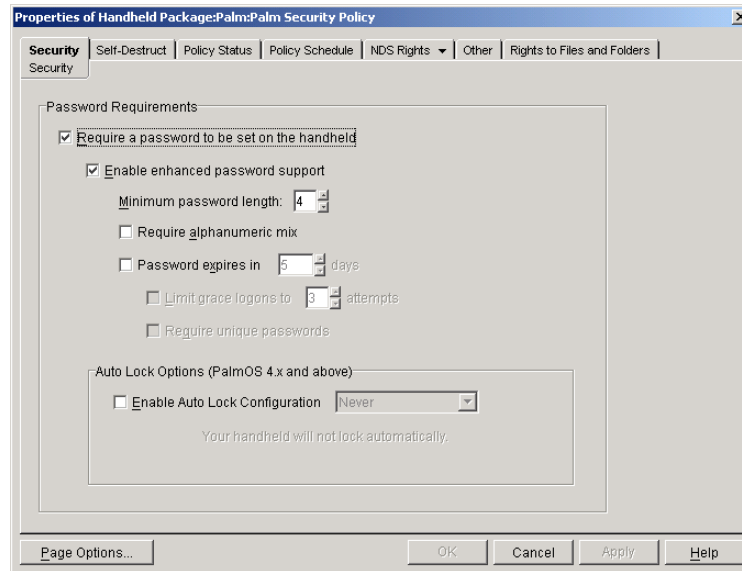 Properties of Handheld Package:Palm:Palm Security Policy
Security Self-Destruct Policy Status Policy Schedule NDS Rights Other Rights to Files and Folders
Security
Password Requirements
Require a password to be set on the handheld
Enable enhanced password support
Minimum password length: 4
Require alphanumeric mix
Password expires in 5 days
Limit grace logons to 3 attempts
Require unique passwords
Auto Lock Options (PalmOS 4.x and above)
Enable Auto Lock Configuration Never
Your handheld will not lock automatically.
Page Options... OK Cancel Apply Help